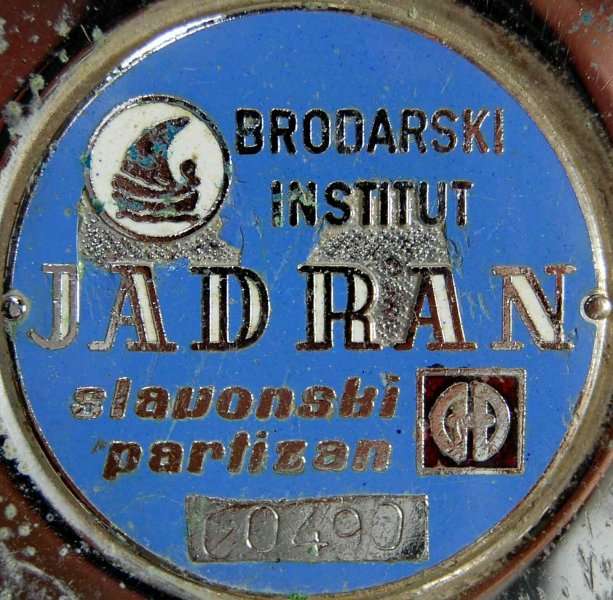 BRODARSKI
INSTITUT
JADRAN
slavonski
partizan